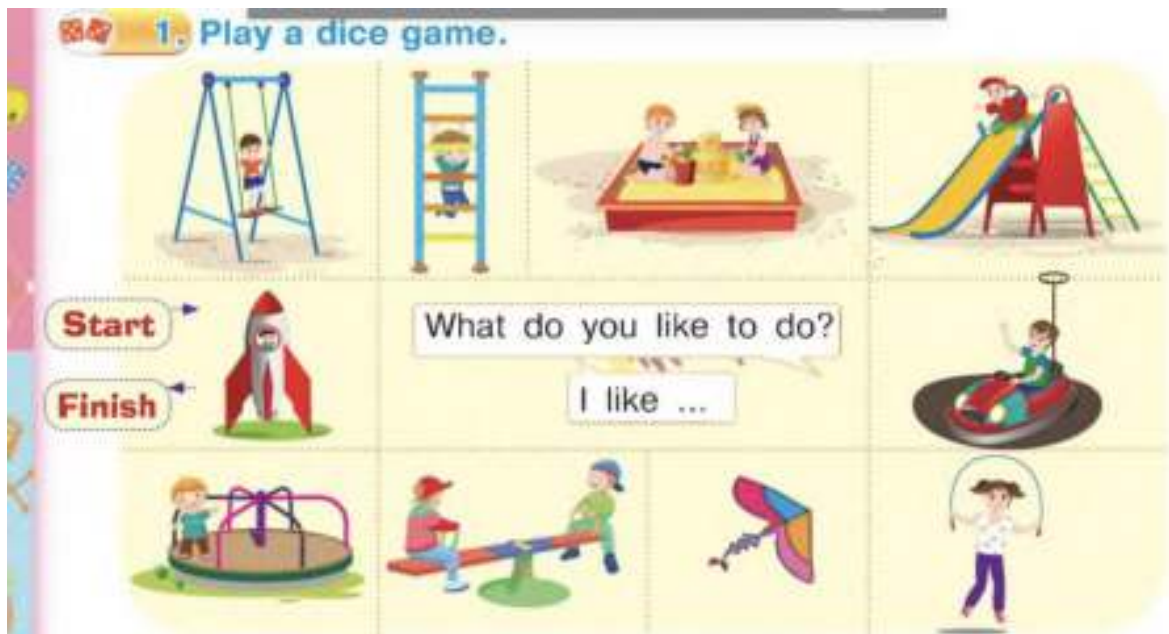 1. Play a dice game.
Start
What do you like to do?
Finish
I like ...